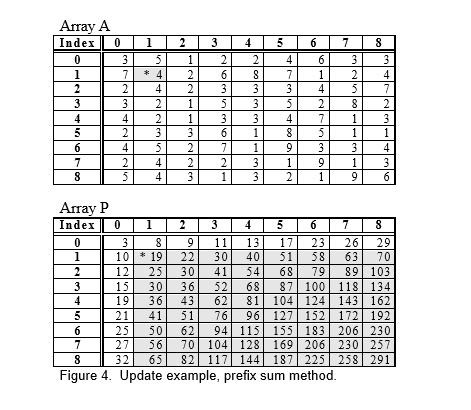 Array A
Index 0 1 2 3 4 5 6 7 8
0 3 5 1 2 2 4 6 3 3
1 7 * 4 2 6 8 7 1 2 4
2 2 4 2 3 3 3 4 5 7
3 3 2 1 5 3 5 2 8 2
4 4 2 1 3 3 4 7 1 3
5 2 3 3 6 1 8 5 1 1
6 4 5 2 7 1 9 3 3 4
7 2 4 2 2 3 1 9 1 3
8 5 4 3 1 3 2 1 9 6
Array P
Index 0 1 2 3 4 5 6 7 8
0 3 8 9 11 13 17 23 26 29
1 10 * 19 22 30 40 51 58 63 70
2 12 25 30 41 54 68 79 89 103
3 15 30 36 52 68 87 100 118 134
4 19 36 43 62 81 104 124 143 162
5 21 41 51 76 96 127 152 172 192
6 25 50 62 94 115 155 183 206 230
7 27 56 70 104 128 169 206 230 257
8 32 65 82 117 144 187 225 258 291
Figure 4. Update example, prefix sum method.